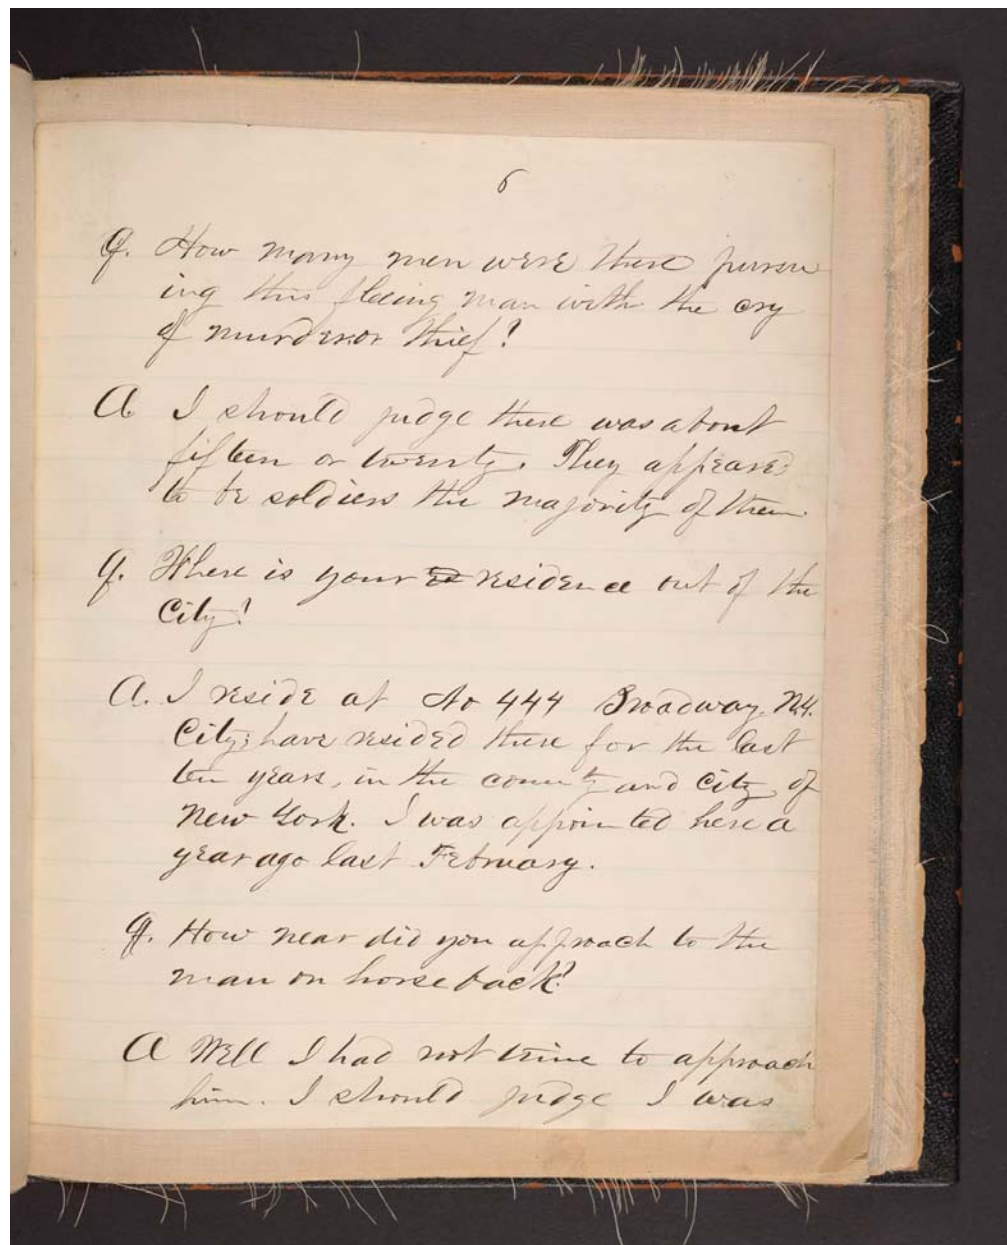 6
Q. How many men were there pursu
ing this fleeing man with the cry
of murder or thief?
A I should judge there was about
fifteen or twenty. They appeared
to be soldiers the majority of them.
Q. Where is your re residence out of the
City?
A. I reside at No 444 Broadway N.Y.
City; have resided there for the last
ten years, in the county and City of
New York. I was appointed here a
year ago last February.
Q. How near did you approach to the
man on horse back?
A Well I had not time to approach
him. I should judge I was